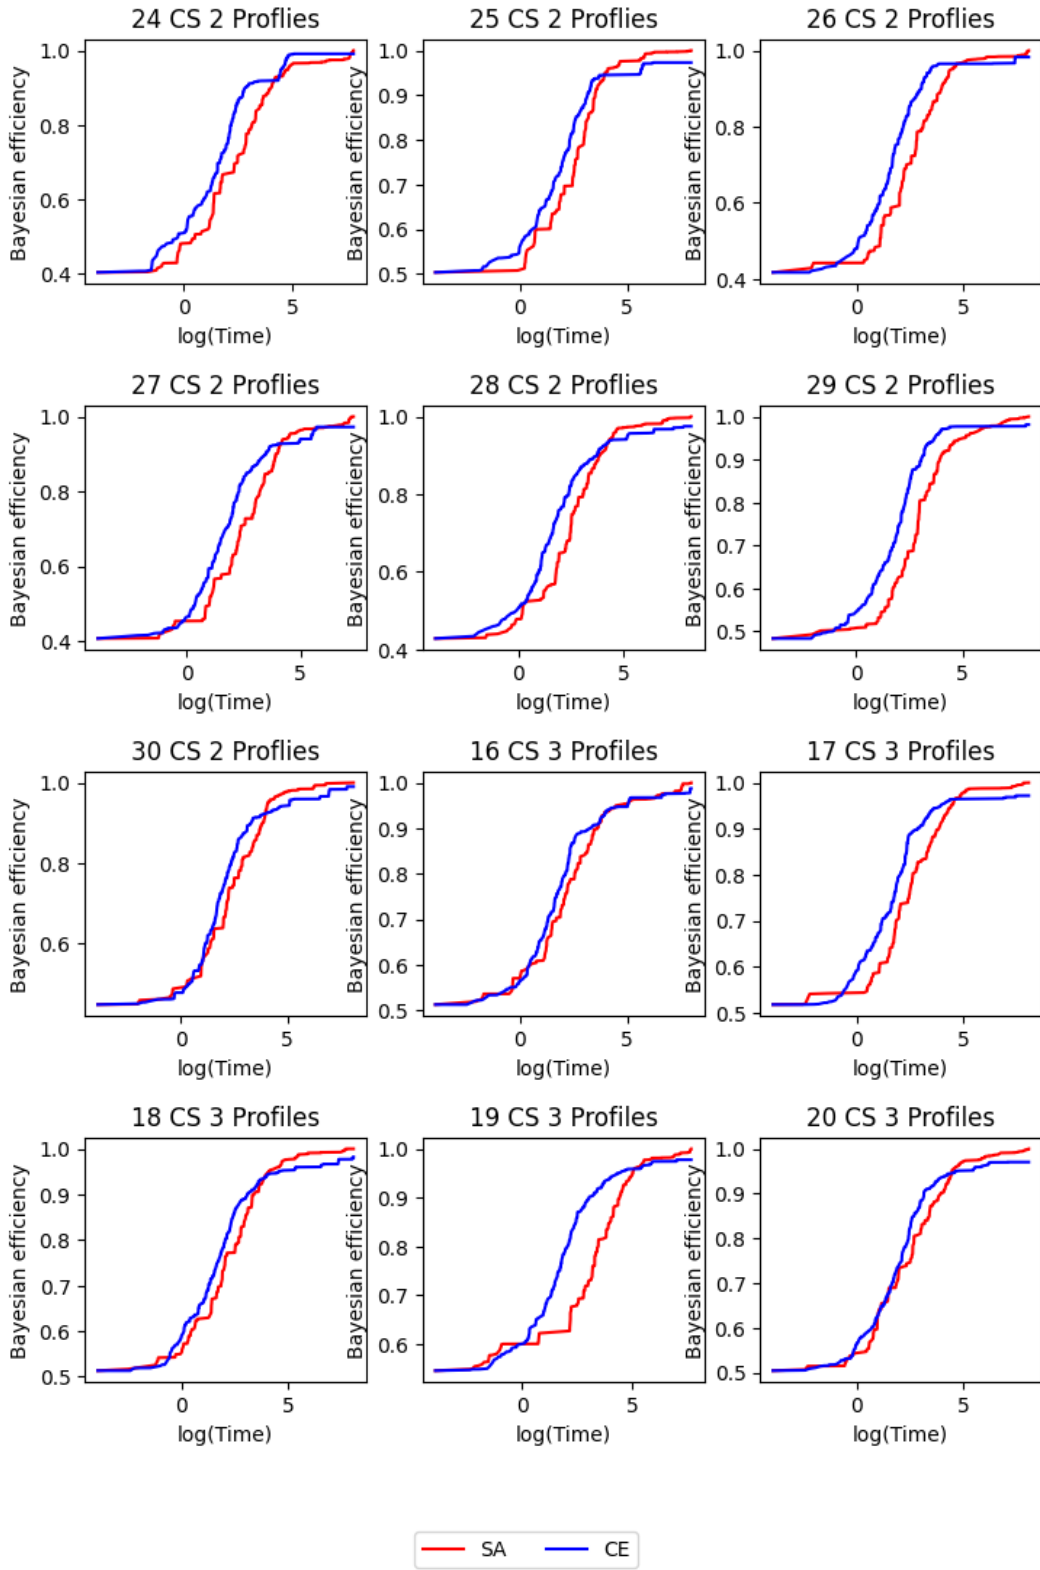 24 CS 2 Proflies
25 CS 2 Proflies
26 CS 2 Proflies
Bayesian efficiency
1.0
0.8
0.6
0.4
0
5
log(Time)
Bayesian efficiency
1.0
0.9
0.8
0.7
0.6
0.5
0
5
log(Time)
Bayesian efficiency
1.0
0.8
0.6
0.4
0
5
log(Time)
27 CS 2 Proflies
28 CS 2 Proflies
29 CS 2 Proflies
Bayesian efficiency
1.0
0.8
0.6
0.4
0
5
log(Time)
Bayesian efficiency
1.0
0.8
0.6
0.4
0
5
log(Time)
Bayesian efficiency
1.0
0.9
0.8
0.7
0.6
0.5
0
5
log(Time)
30 CS 2 Proflies
16 CS 3 Profiles
17 CS 3 Profiles
Bayesian efficiency
1.0
0.8
0.6
0
5
log(Time)
Bayesian efficiency
1.0
0.9
0.8
0.7
0.6
0.5
0
5
log(Time)
Bayesian efficiency
1.0
0.9
0.8
0.7
0.6
0.5
0
5
log(Time)
18 CS 3 Profiles
19 CS 3 Profiles
20 CS 3 Profiles
Bayesian efficiency
1.0
0.9
0.8
0.7
0.6
0.5
0
5
log(Time)
Bayesian efficiency
1.0
0.9
0.8
0.7
0.6
0
5
log(Time)
Bayesian efficiency
1.0
0.9
0.8
0.7
0.6
0.5
0
5
log(Time)
SA
CE